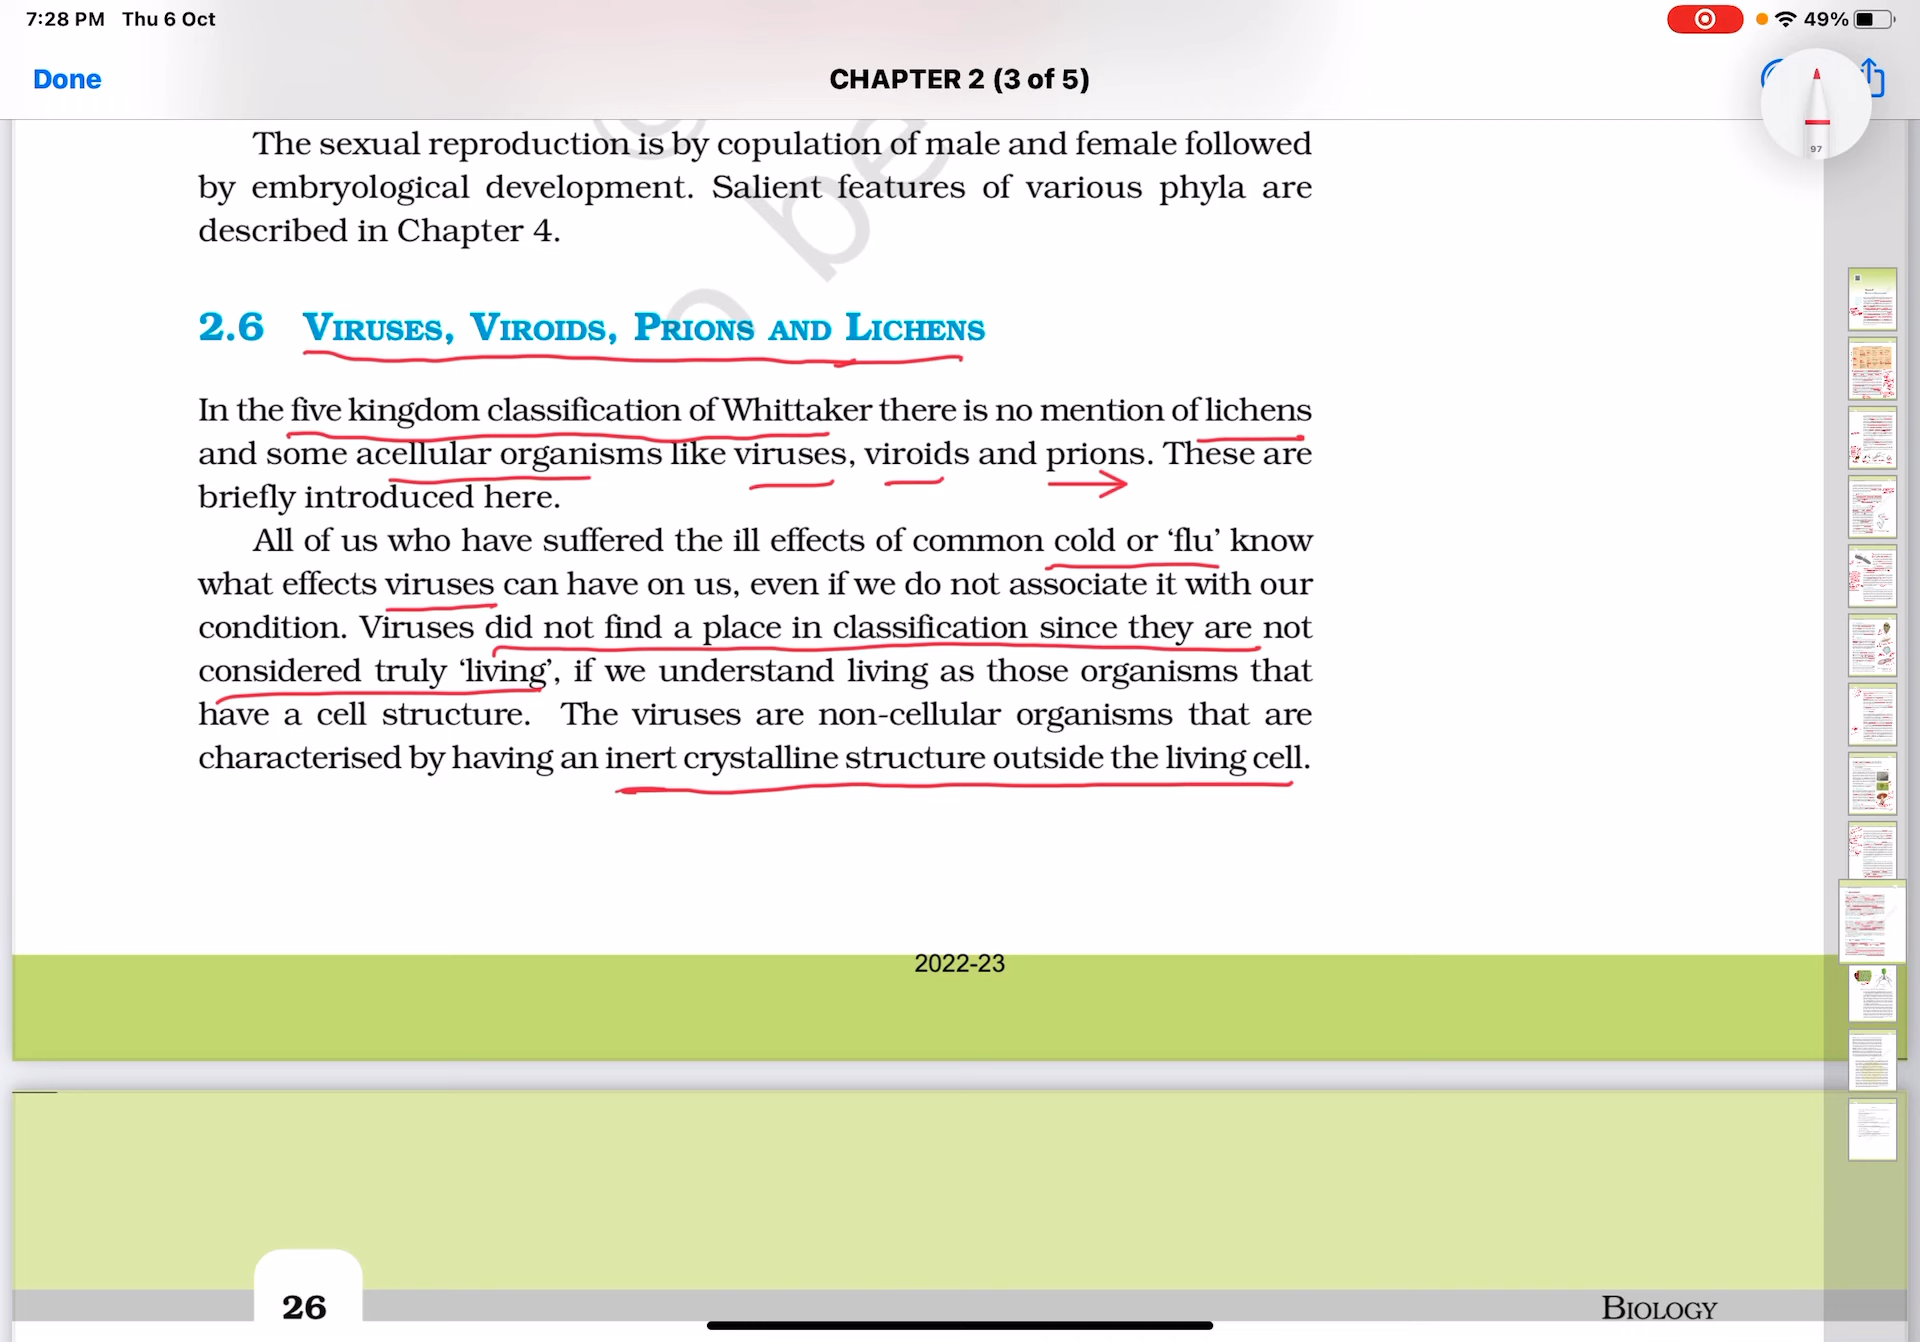 7:28 PM Thu 6 Oct
49%
Done
CHAPTER 2 (3 of 5)
97
The sexual reproduction is by copulation of male and female followed
by embryological development. Salient features of various phyla are
described in Chapter 4.
2.6 VIRUSES, VIROIDS, PRIONS AND LICHENS
In the five kingdom classification of Whittaker there is no mention of lichens
and some acellular organisms like viruses, viroids and prions. These are
briefly introduced here.
All of us who have suffered the ill effects of common cold or ‘flu’ know
what effects viruses can have on us, even if we do not associate it with our
condition. Viruses did not find a place in classification since they are not
considered truly ‘living’, if we understand living as those organisms that
have a cell structure. The viruses are non-cellular organisms that are
characterised by having an inert crystalline structure outside the living cell.
2022-23
26
BIOLOGY